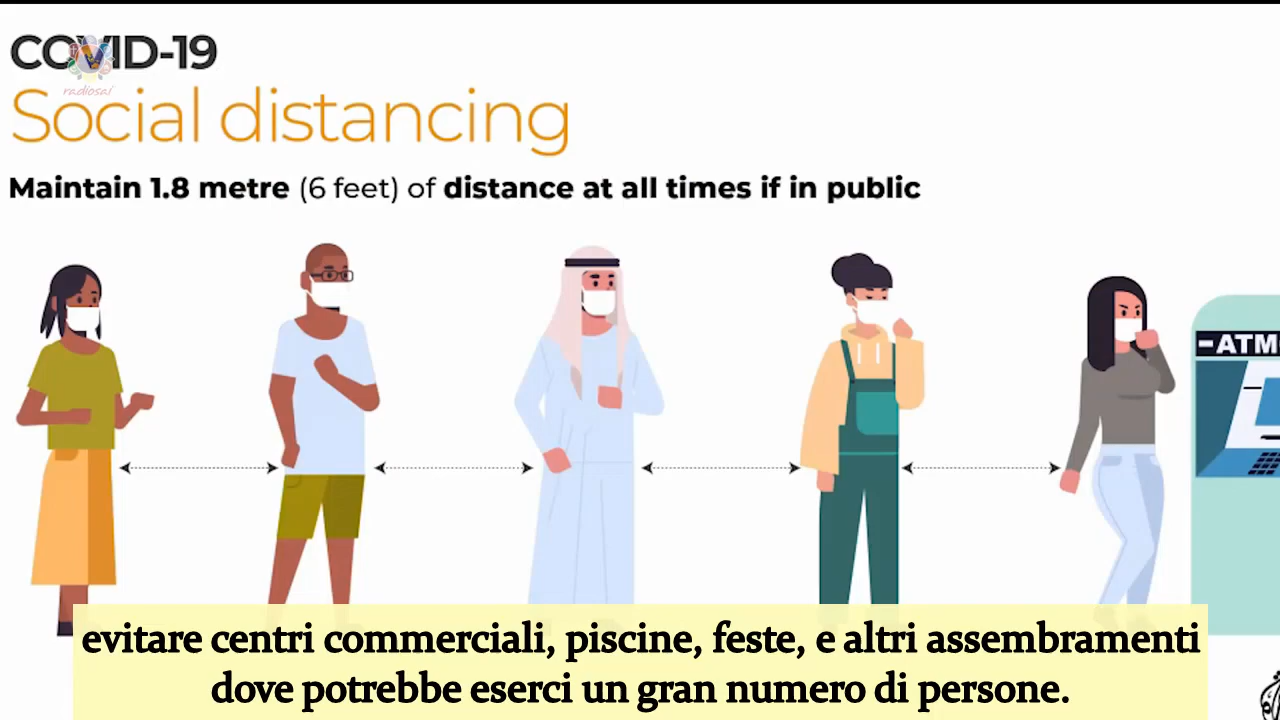 COVID-19
radiosai
Social distancing
Maintain 1.8 metre (6 feet) of distance at all times if in public
ATM
evitare centri commerciali, piscine, feste, e altri assembramenti
dove potrebbe eserci un gran numero di persone.